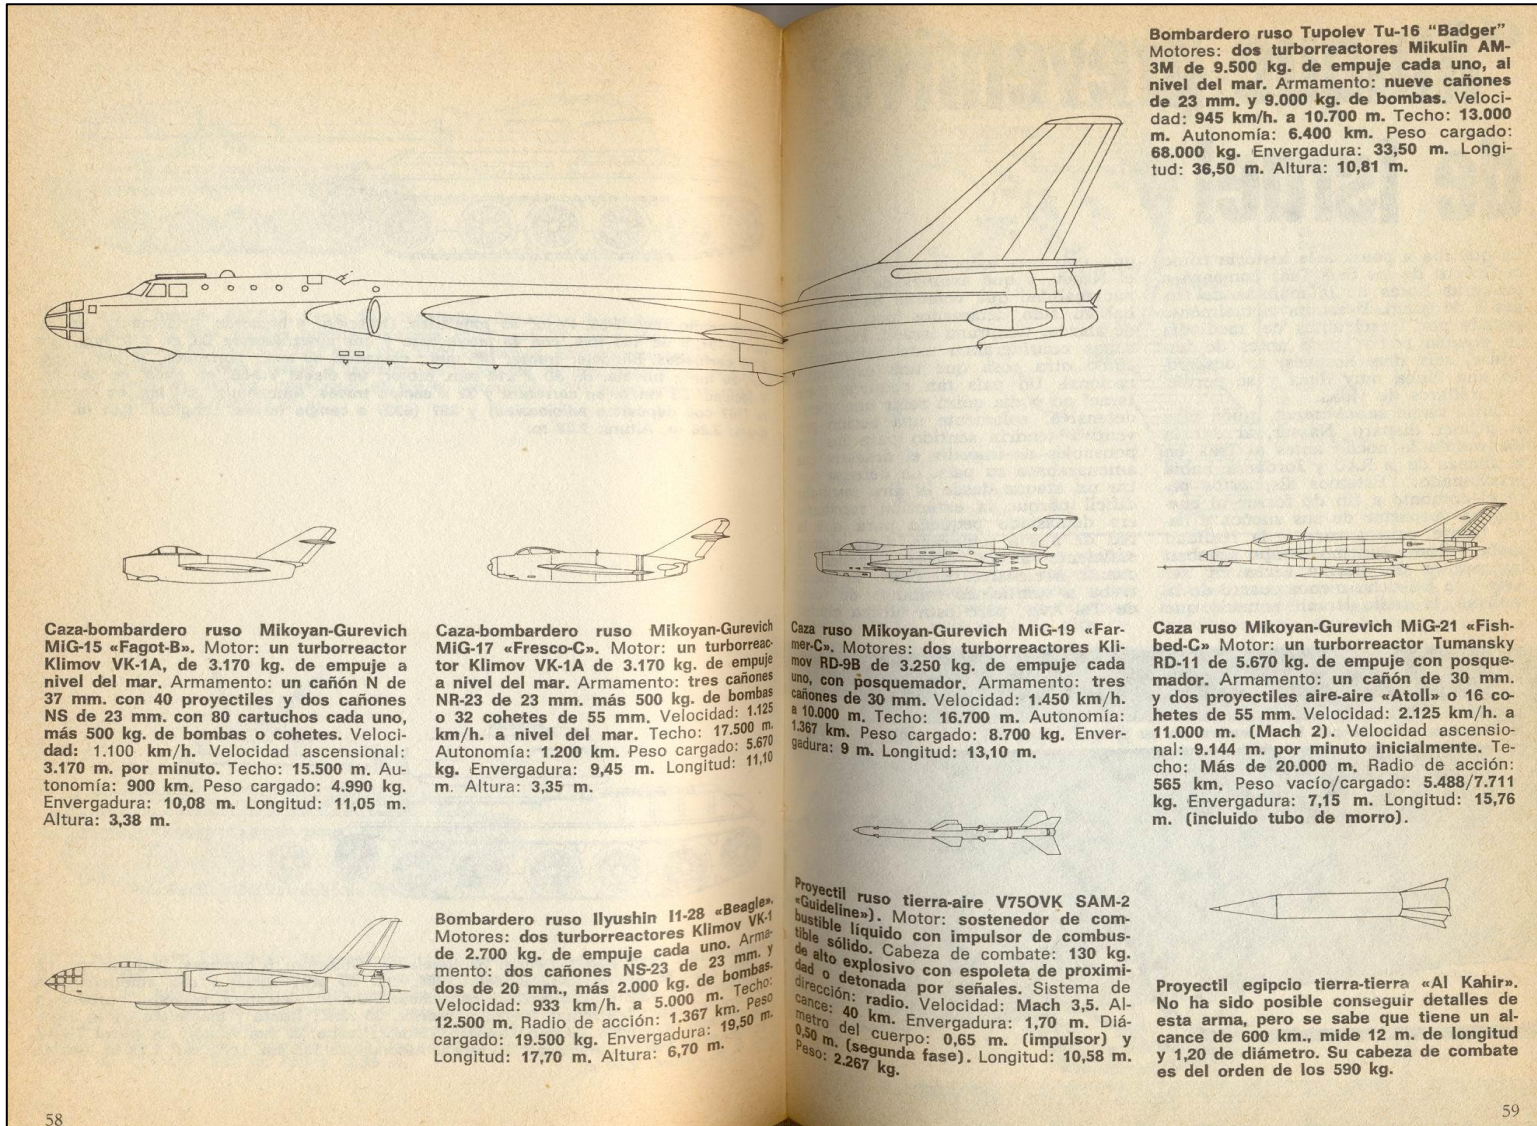 Caza-bombardero ruso Mikoyan-Gurevich
MiG-15 «Fagot-B». Motor: un turborreactor
Klimov VK-1A, de 3.170 kg. de empuje a
nivel del mar. Armamento: un cañón N de
37 mm. con 40 proyectiles y dos cañones
NS de 23 mm. con 80 cartuchos cada uno,
más 500 kg. de bombas o cohetes. Veloci-
dad: 1.100 km/h. Velocidad ascensional:
3.170 m. por minuto. Techo: 15.500 m. Au-
tonomía: 900 km. Peso cargado: 4.990 kg.
Envergadura: 10,08 m. Longitud: 11,05 m.
Altura: 3,38 m.
Caza-bombardero ruso Mikoyan-Gurevich
MiG-17 «Fresco-C». Motor: un turborreac-
tor Klimov VK-1A de 3.170 kg. de empuje
a nivel del mar. Armamento: tres cañones
NR-23 de 23 mm. más 500 kg. de bombas
o 32 cohetes de 55 mm. Velocidad: 1.125
km/h. a nivel del mar. Techo: 17.500 m.
Autonomía: 1.200 km. Peso cargado: 5.670
kg. Envergadura: 9,45 m. Longitud: 11,10
m. Altura: 3,35 m.
Bombardero ruso Ilyushin I1-28 «Beagle».
Motores: dos turborreactores Klimov VK-1
de 2.700 kg. de empuje cada uno. Arma-
mento: dos cañones NS-23 de 23 mm. y
dos de 20 mm., más 2.000 kg. de bombas.
Velocidad: 933 km/h. a 5.000 m. Techo:
12.500 m. Radio de acción: 1.367 km. Peso
cargado: 19.500 kg. Envergadura: 19,50 m.
Longitud: 17,70 m. Altura: 6,70 m.
58
Bombardero ruso Tupolev Tu-16 "Badger"
Motores: dos turborreactores Mikulin AM-
3M de 9.500 kg. de empuje cada uno, al
nivel del mar. Armamento: nueve cañones
de 23 mm. y 9.000 kg. de bombas. Veloci-
dad: 945 km/h. a 10.700 m. Techo: 13.000
m. Autonomía: 6.400 km. Peso cargado:
68.000 kg. Envergadura: 33,50 m. Longi-
tud: 36,50 m. Altura: 10,81 m.
Caza ruso Mikoyan-Gurevich MiG-19 «Far-
mer-C». Motores: dos turborreactores Kli-
mov RD-9B de 3.250 kg. de empuje cada
uno, con posquemador. Armamento: tres
cañones de 30 mm. Velocidad: 1.450 km/h.
a 10.000 m. Techo: 16.700 m. Autonomía:
1.367 km. Peso cargado: 8.700 kg. Enver-
gadura: 9 m. Longitud: 13,10 m.
Caza ruso Mikoyan-Gurevich MiG-21 «Fish-
bed-C» Motor: un turborreactor Tumansky
RD-11 de 5.670 kg. de empuje con posque-
mador. Armamento: un cañón de 30 mm.
y dos proyectiles aire-aire «Atoll» o 16 co-
hetes de 55 mm. Velocidad: 2.125 km/h. a
11.000 m. (Mach 2). Velocidad ascensio-
nal: 9.144 m. por minuto inicialmente. Te-
cho: Más de 20.000 m. Radio de acción:
565 km. Peso vacío/cargado: 5.488/7.711
kg. Envergadura: 7,15 m. Longitud: 15,76
m. (incluido tubo de morro).
Proyectil ruso tierra-aire V75OVK SAM-2
«Guideline»). Motor: sostenedor de com-
bustible líquido con impulsor de combus-
tible sólido. Cabeza de combate: 130 kg.
de alto explosivo con espoleta de proximi-
dad o detonada por señales. Sistema de
dirección: radio. Velocidad: Mach 3,5. Al-
cance: 40 km. Envergadura: 1,70 m. Diá-
metro del cuerpo: 0,65 m. (impulsor) y
0,50 m. (segunda fase). Longitud: 10,58 m.
Peso: 2.267 kg.
Proyectil egipcio tierra-tierra «Al Kahir».
No ha sido posible conseguir detalles de
esta arma, pero se sabe que tiene un al-
cance de 600 km., mide 12 m. de longitud
y 1,20 de diámetro. Su cabeza de combate
es del orden de los 590 kg.
59